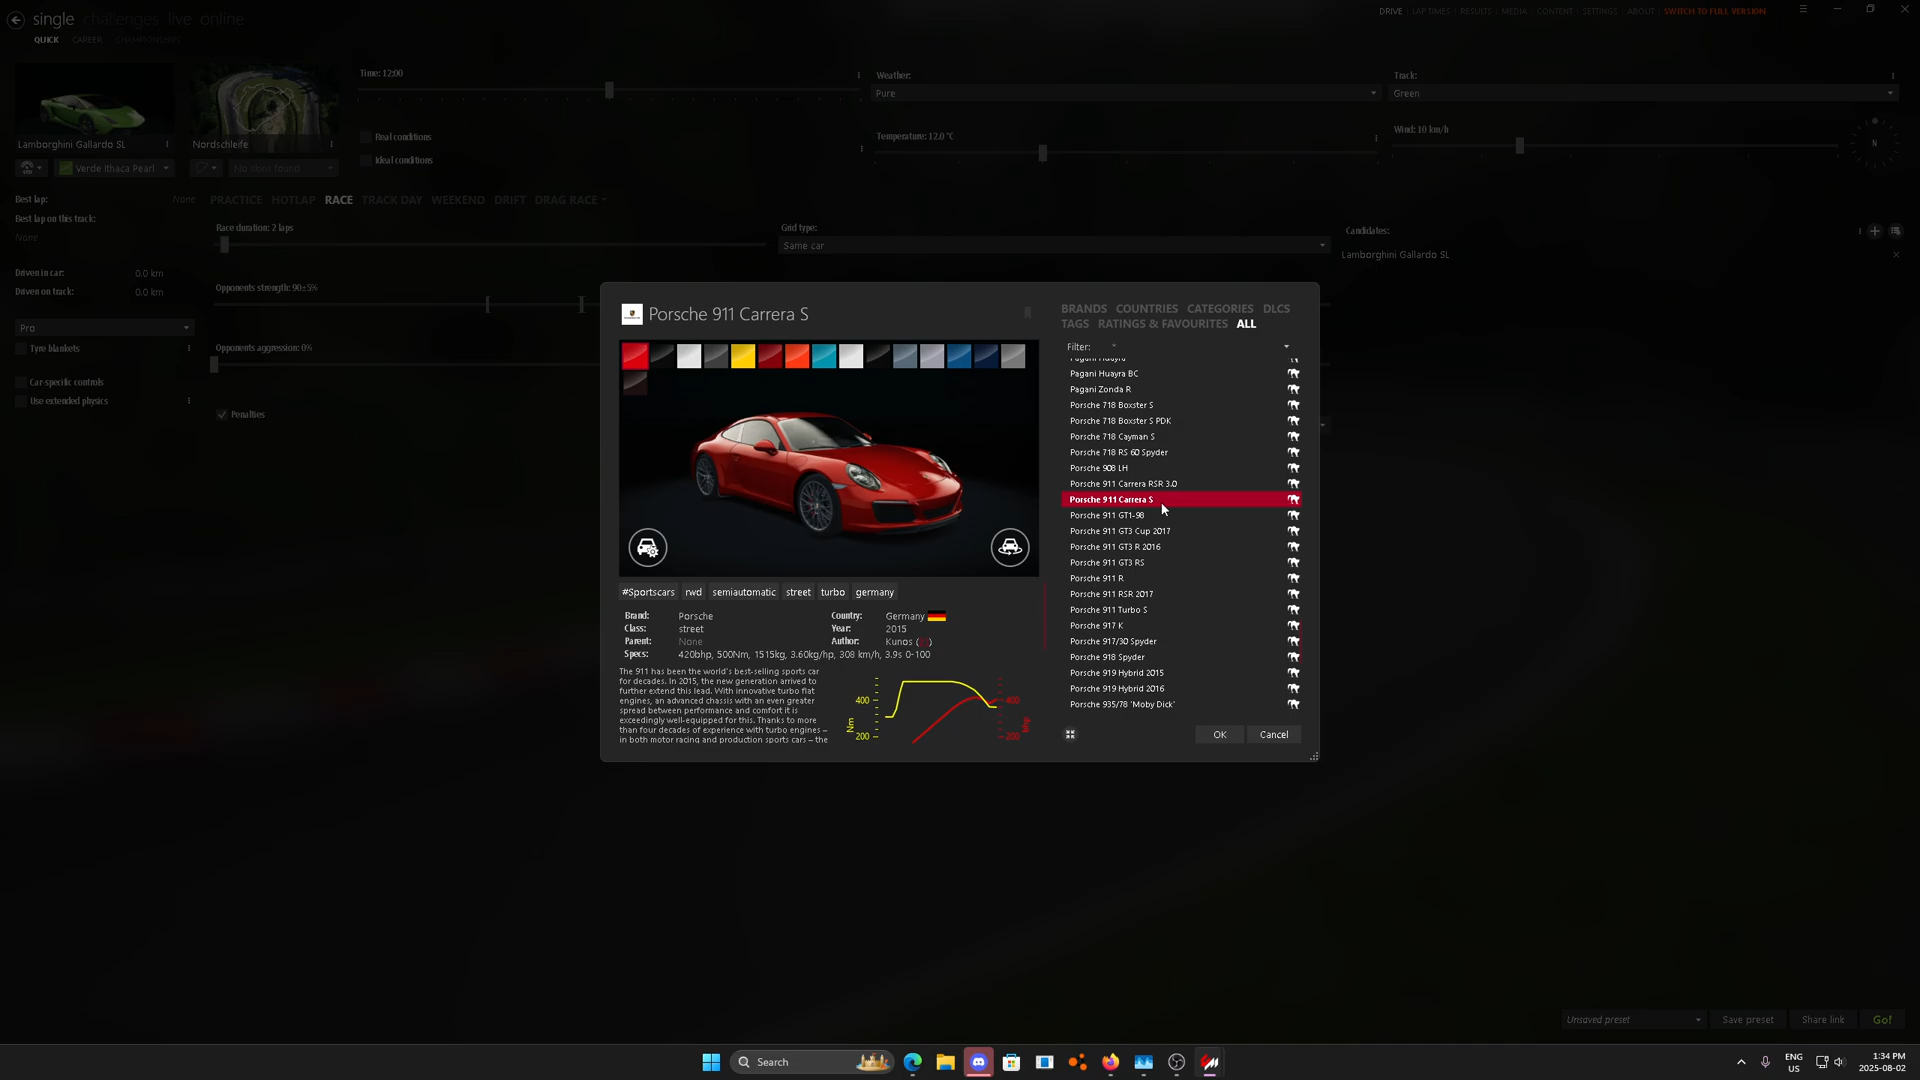 single challenges live online
DRIVE | LAP TIMES | RESULTS | MEDIA | CONTENT | SETTINGS | ABOUT | SWITCH TO FULL VERSION
QUICK CAREER CHAMPIONSHIPS
Lamborghini Gallardo SL
Nordschleife
Verde Ithaca Pearl
No skins found
Time: 12:00
Real conditions
Ideal conditions
Weather:
Pure
Temperature: 12.0 °C
Track:
Green
Wind: 10 km/h
N
Best lap: None
Best lap on this track:
None
Driven in car: 0.0 km
Driven on track: 0.0 km
Pro
Tyre blankets
Car-specific controls
Use extended physics
PRACTICE HOTLAP RACE TRACK DAY WEEKEND DRIFT DRAG RACE
Race duration: 2 laps
Grid type:
Same car
Candidates:
Lamborghini Gallardo SL
Opponents strength: 90±5%
Opponents aggression: 0%
Penalties
Porsche 911 Carrera S
#Sportscars rwd semiautomatic street turbo germany
Brand: Porsche
Country: Germany
Class: street
Year: 2015
Parent: None
Author: Kunos
Specs: 420bhp, 500Nm, 1515kg, 3.60kg/hp, 308 km/h, 3.9s 0-100
The 911 has been the world's best-selling sports car
for decades. In 2015, the new generation arrived to
further extend this lead. With innovative turbo flat
engines, an advanced chassis with an even greater
spread between performance and comfort it is
exceedingly well-equipped for this. Thanks to more
than four decades of experience with turbo engines –
in both motor racing and production sports cars – the
Nm
400
200
400
200
bhp
BRANDS COUNTRIES CATEGORIES DLCS
TAGS RATINGS & FAVOURITES ALL
Filter:
Pagani Huayra
Pagani Huayra BC
Pagani Zonda R
Porsche 718 Boxster S
Porsche 718 Boxster S PDK
Porsche 718 Cayman S
Porsche 718 RS 60 Spyder
Porsche 908 LH
Porsche 911 Carrera RSR 3.0
Porsche 911 Carrera S
Porsche 911 GT1-98
Porsche 911 GT3 Cup 2017
Porsche 911 GT3 R 2016
Porsche 911 GT3 RS
Porsche 911 R
Porsche 911 RSR 2017
Porsche 911 Turbo S
Porsche 917 K
Porsche 917/30 Spyder
Porsche 918 Spyder
Porsche 919 Hybrid 2015
Porsche 919 Hybrid 2016
Porsche 935/78 'Moby Dick'
OK Cancel
Unsaved preset
Save preset
Share link
Go!
Search
ENG
US
1:34 PM
2025-08-02